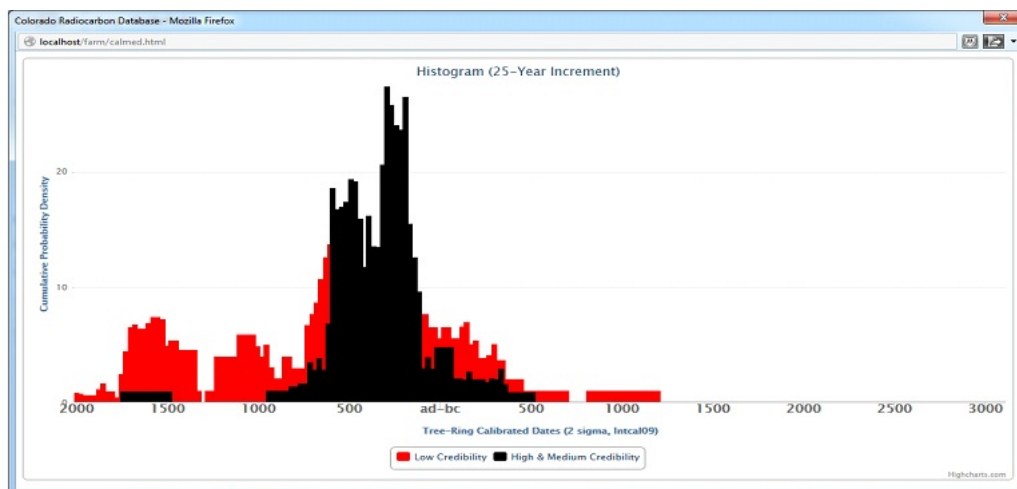 Colorado Radiocarbon Database - Mozilla Firefox
localhost/farm/calmed.html
Histogram (25-Year Increment)
Cumulative Probability Density
20
10
0
2000 1500 1000 500 ad-bc 500 1000 1500 2000 2500 3000
Tree-Ring Calibrated Dates (2 sigma, Intcal09)
Low Credibility High & Medium Credibility
Highcharts.com